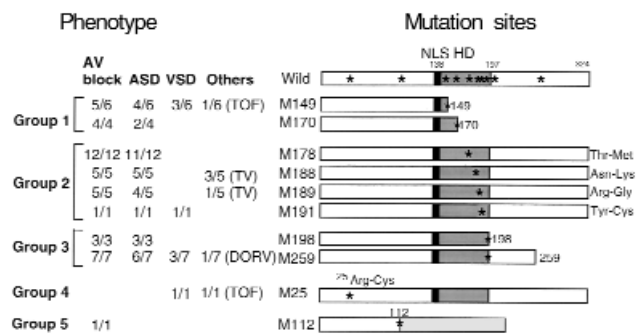 Phenotype Mutation sites
NLS HD
AV 138 197 324
block ASD VSD Others Wild
5/6 4/6 3/6 1/6 (TOF) M149 149
Group 1
4/4 2/4 M170 170
12/12 11/12 M178 Thr-Met
5/5 5/5 3/5 (TV) M188 Asn-Lys
Group 2
5/5 4/5 1/5 (TV) M189 Arg-Gly
1/1 1/1 1/1 M191 Tyr-Cys
3/3 3/3 M198 198
Group 3
7/7 6/7 3/7 1/7 (DORV) M259 259
25 Arg-Cys
Group 4 1/1 1/1 (TOF) M25
112
Group 5 1/1 M112